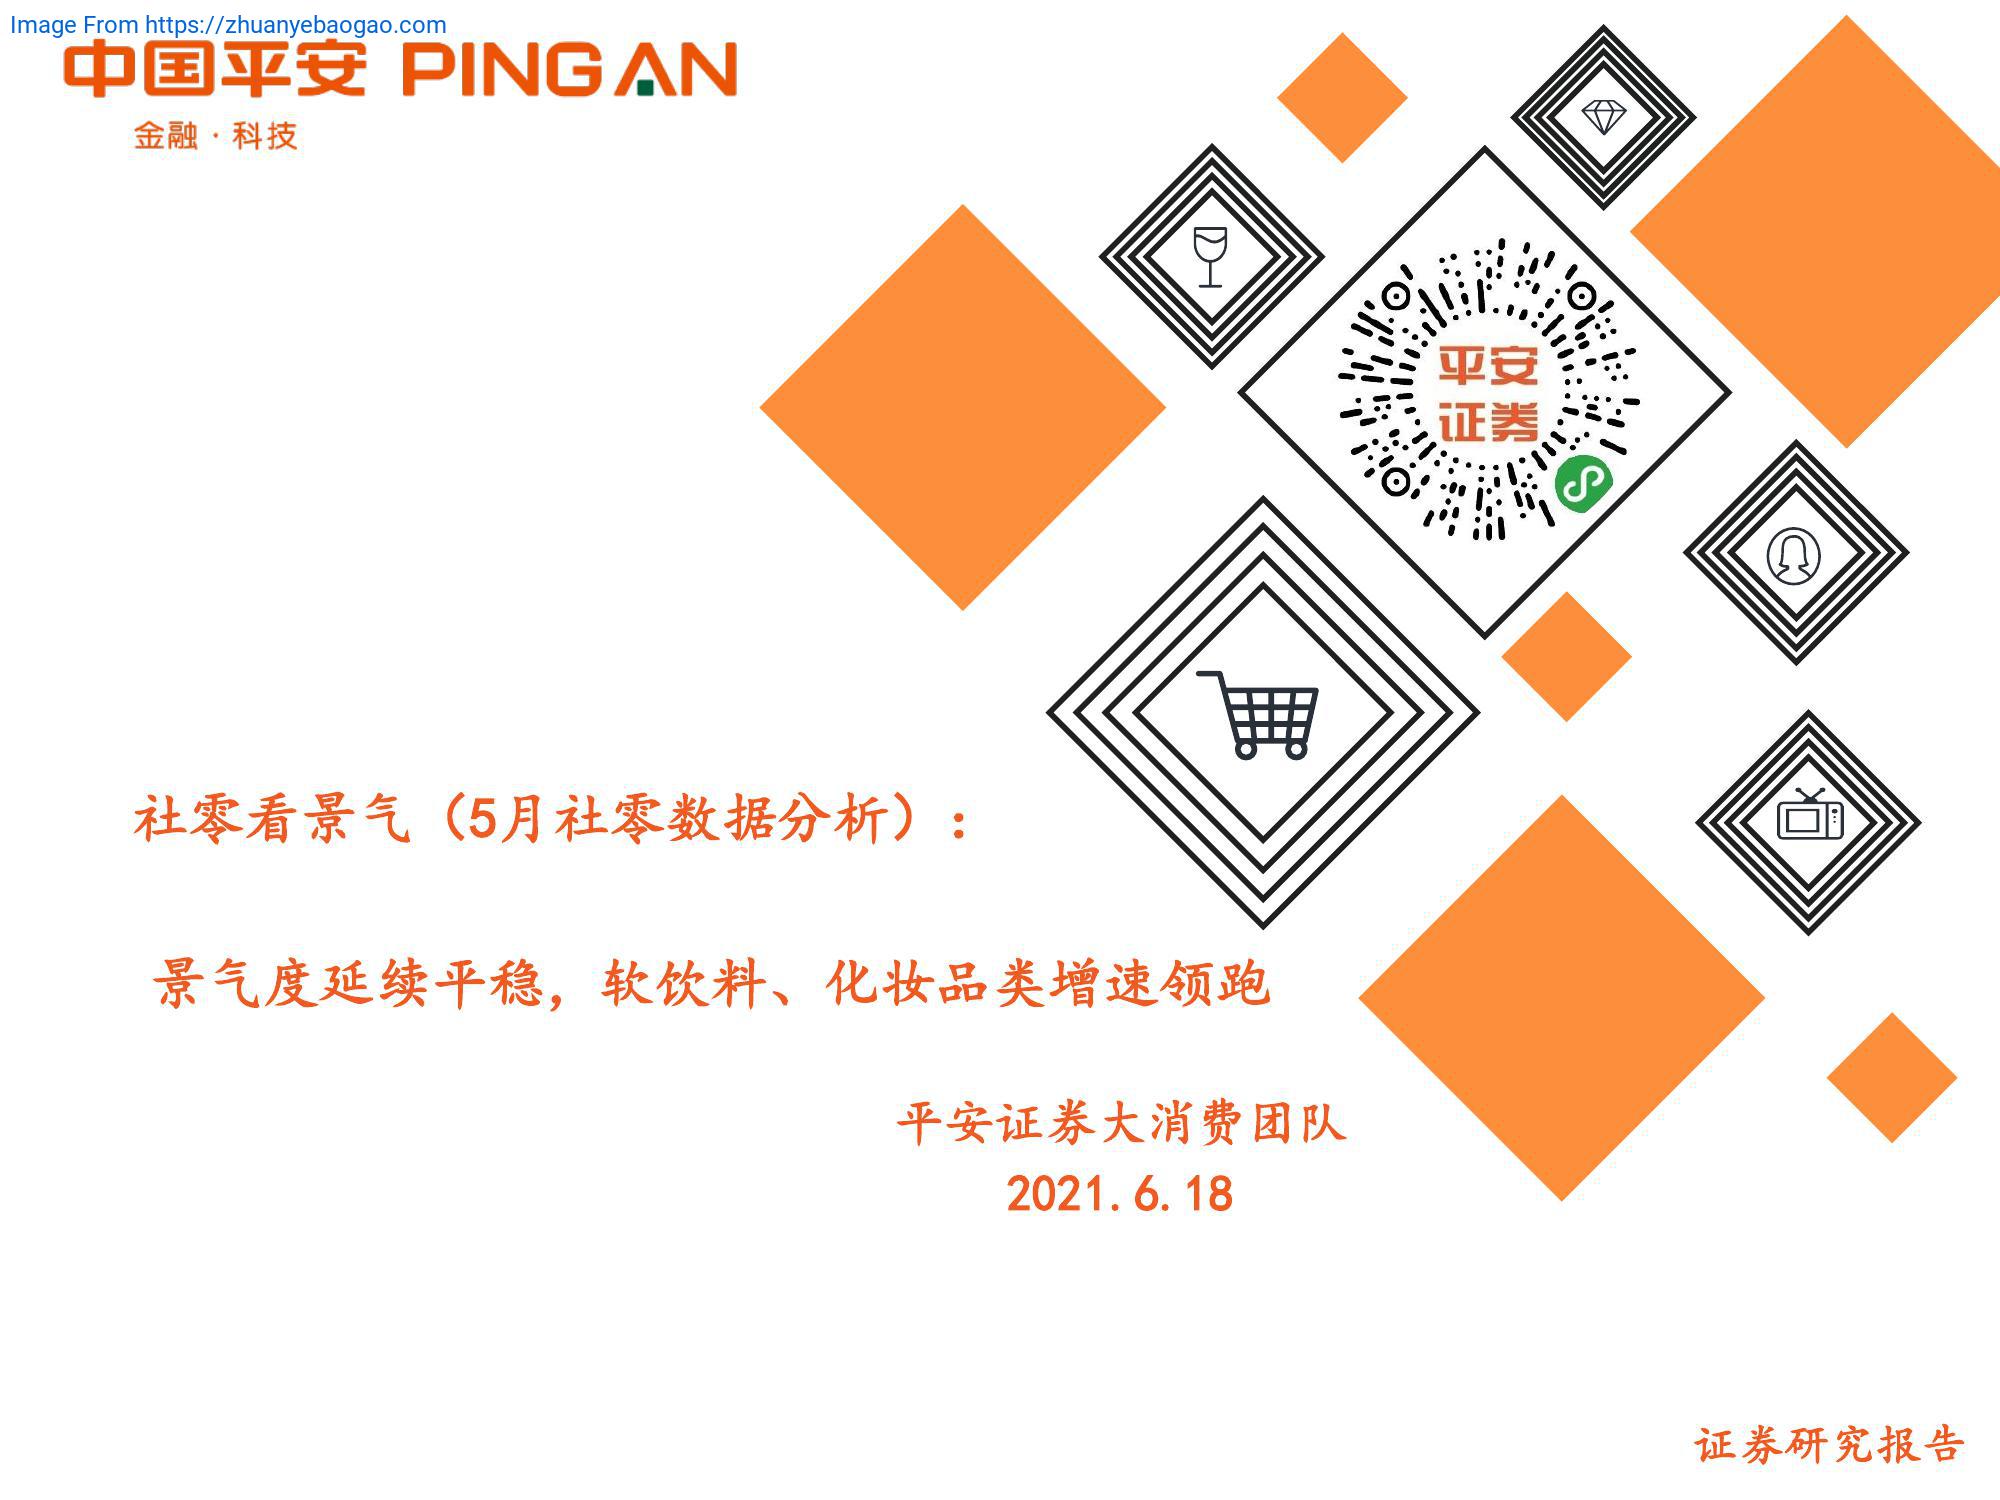 Image From https://zhuanyebaogao.com
中国平安 PINGAN
金融·科技
平安
证券
社零看景气（5月社零数据分析）：
景气度延续平稳，软饮料、化妆品类增速领跑
平安证券大消费团队
2021.6.18
证券研究报告